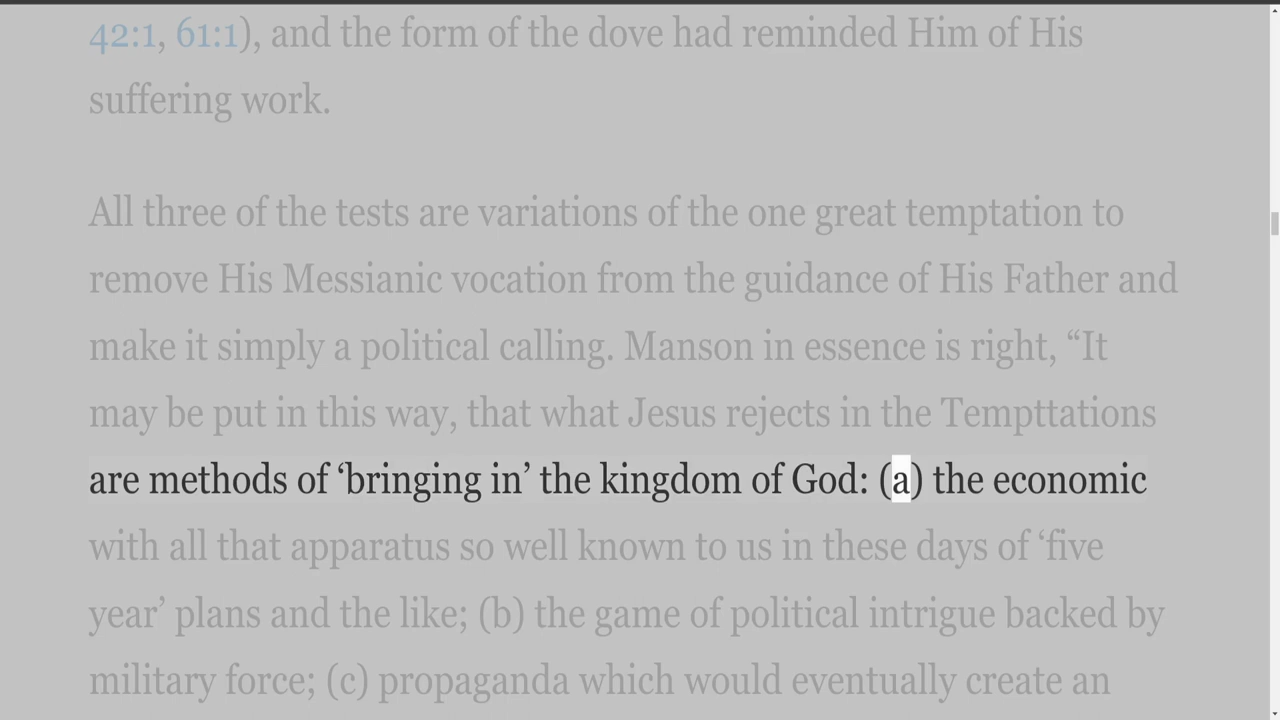 42:1, 61:1), and the form of the dove had reminded Him of His
suffering work.
All three of the tests are variations of the one great temptation to
remove His Messianic vocation from the guidance of His Father and
make it simply a political calling. Manson in essence is right, “It
may be put in this way, that what Jesus rejects in the Tempttations
are methods of ‘bringing in’ the kingdom of God: (a) the economic
with all that apparatus so well known to us in these days of ‘five
year’ plans and the like; (b) the game of political intrigue backed by
military force; (c) propaganda which would eventually create an